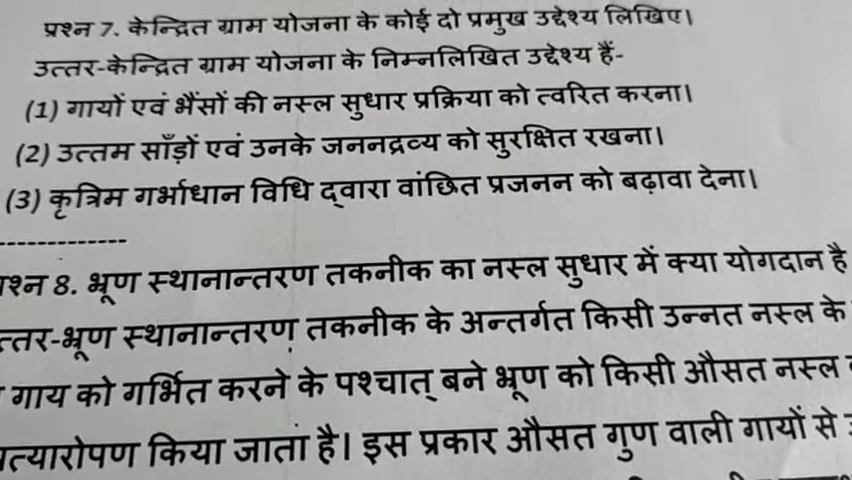 प्रश्न 7. केन्द्रित ग्राम योजना के कोई दो प्रमुख उद्देश्य लिखिए।
उत्तर-केन्द्रित ग्राम योजना के निम्नलिखित उद्देश्य हैं-
(1) गायों एवं भैंसों की नस्ल सुधार प्रक्रिया को त्वरित करना।
(2) उत्तम साँड़ों एवं उनके जननद्रव्य को सुरक्षित रखना।
(3) कृत्रिम गर्भाधान विधि द्वारा वांछित प्रजनन को बढ़ावा देना।
-------------
श्न 8. भ्रूण स्थानान्तरण तकनीक का नस्ल सुधार में क्या योगदान है
त्तर-भ्रूण स्थानान्तरण तकनीक के अन्तर्गत किसी उन्नत नस्ल के
गाय को गर्भित करने के पश्चात् बने भ्रूण को किसी औसत नस्ल
त्यारोपण किया जाता है। इस प्रकार औसत गुण वाली गायों से